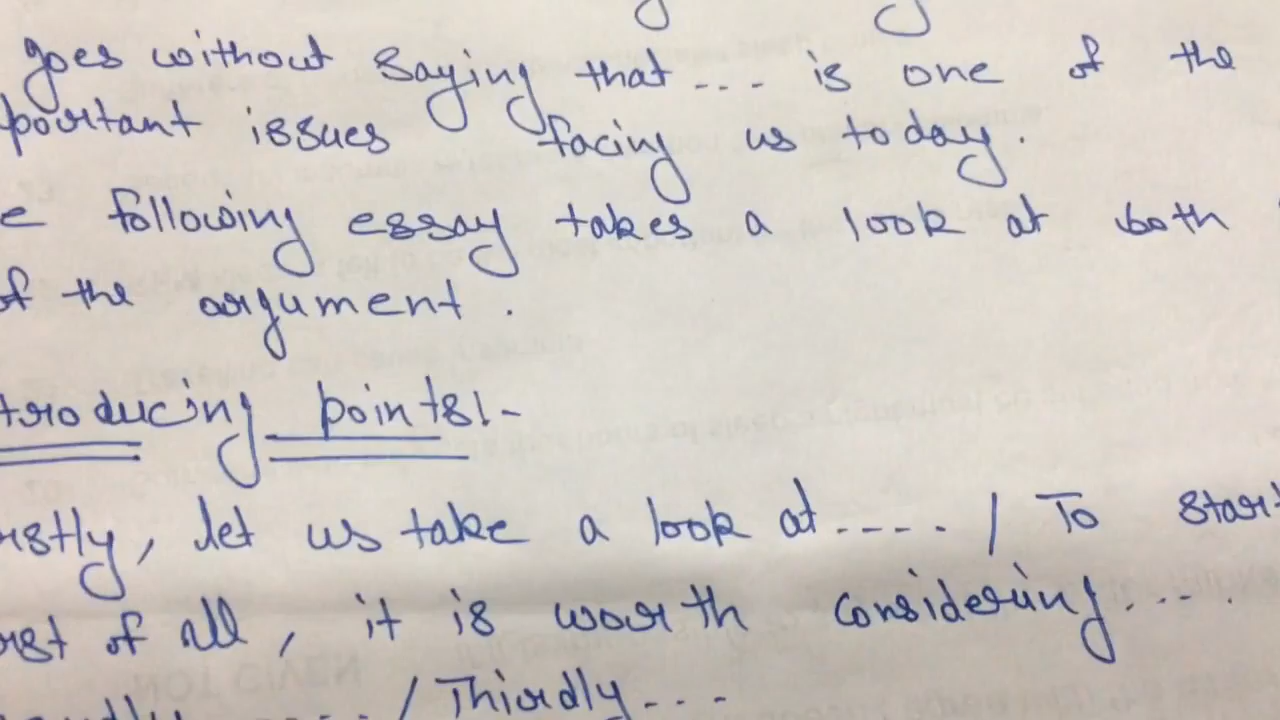 goes without saying that ... is one of the
portant issues facing us today.
e following essay takes a look at both
of the argument.
troducing points:-
rstly, let us take a look at ..... / To start
rst of all, it is worth considering ....
/ Thirdly...